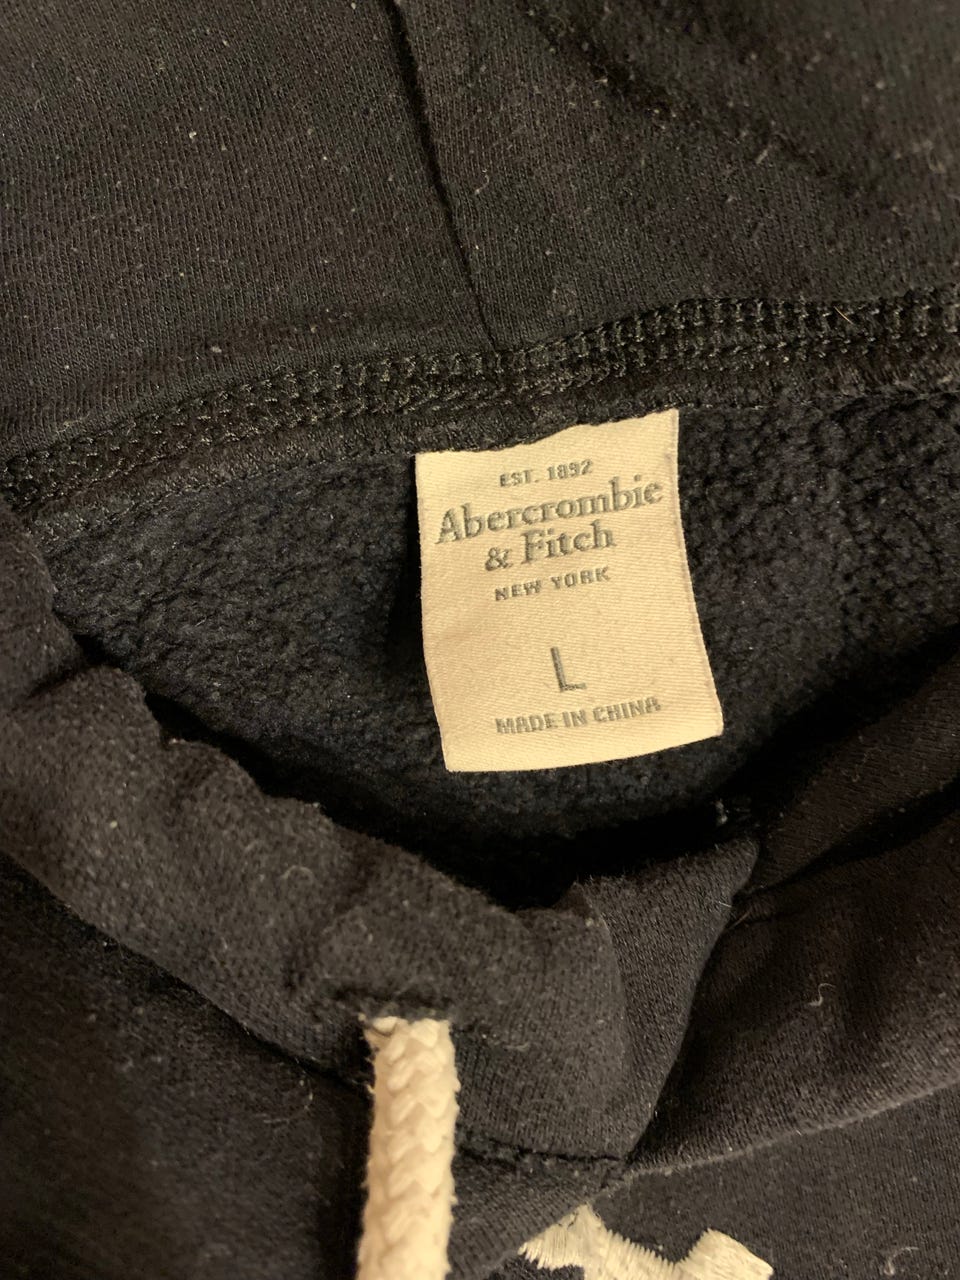 EST. 1892
Abercrombie
& Fitch
NEW YORK
L
MADE IN CHINA